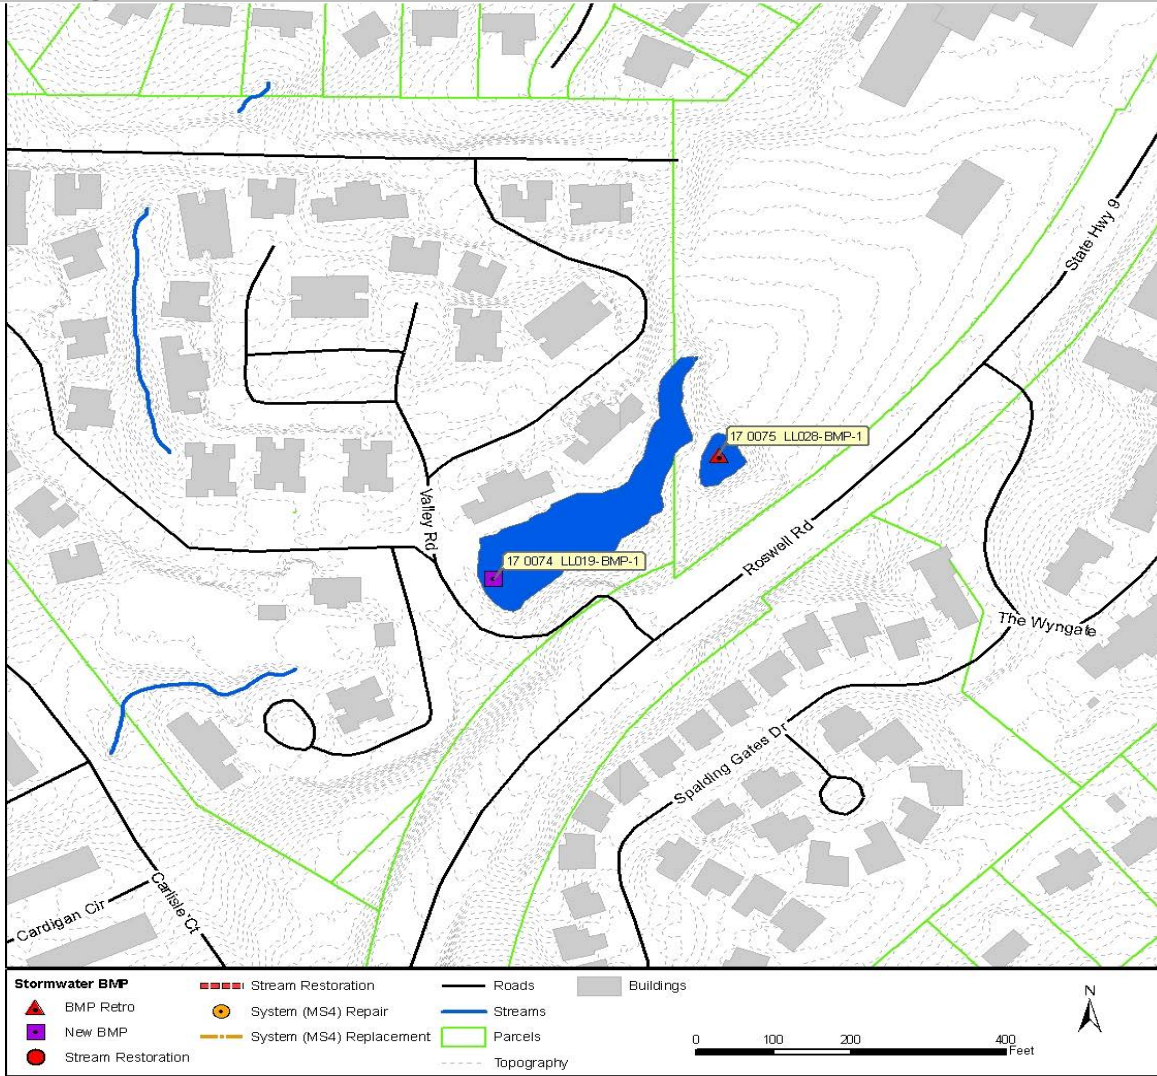 State Hwy 9
17 0075 LL028-BMP-1
Valley Rd
Roswell Rd
17 0074 LL019-BMP-1
The Wyngate
Spalding Gates Dr
Carlisle Ct
Cardigan Cir
Stormwater BMP
BMP Retro
New BMP
Stream Restoration
Stream Restoration
System (MS4) Repair
System (MS4) Replacement
Roads
Streams
Parcels
Topography
Buildings
N
0 100 200 400
Feet